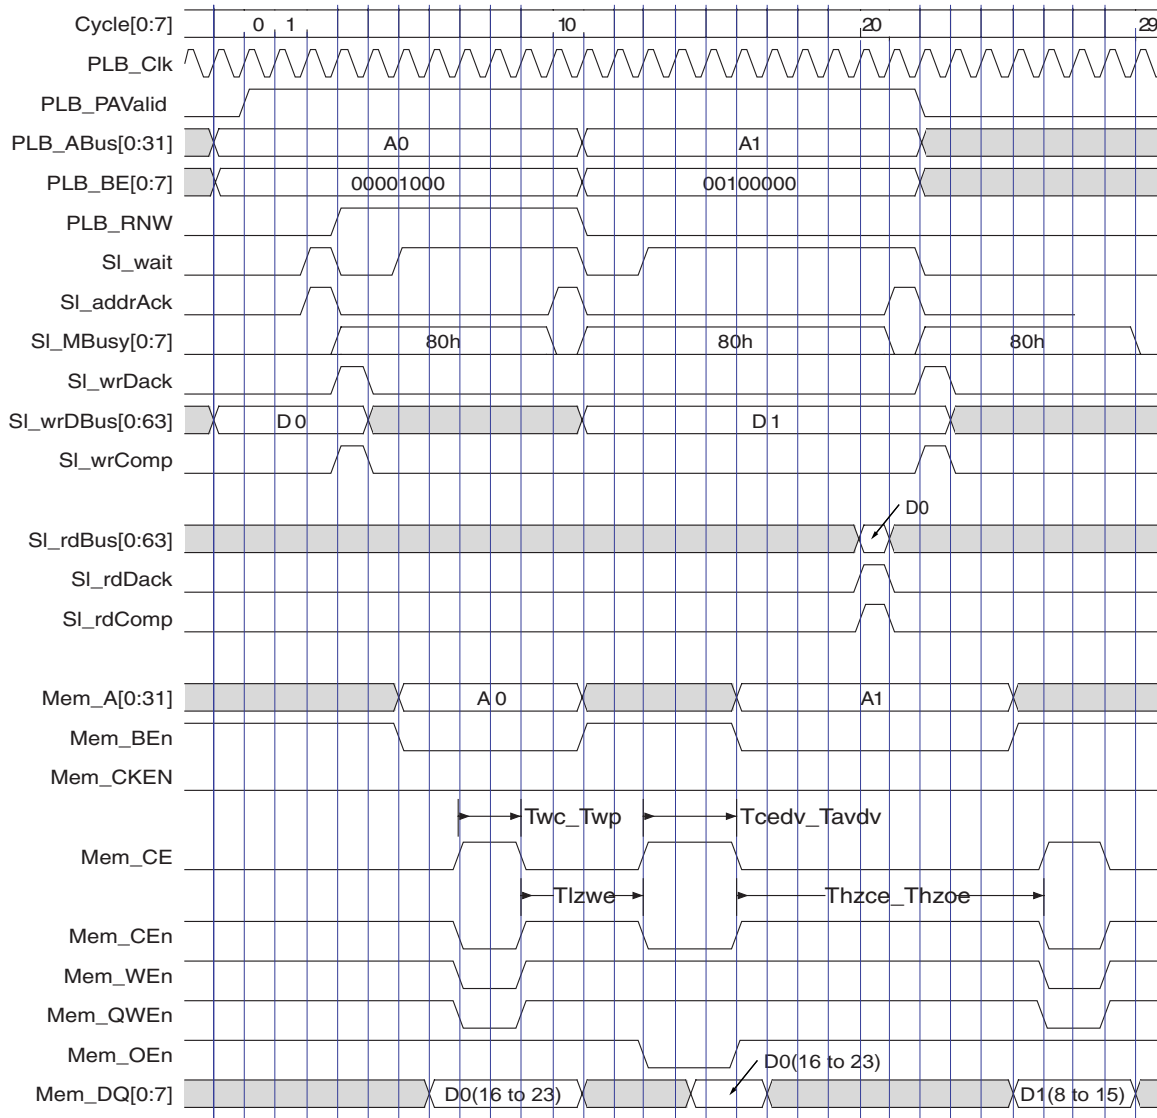 Cycle[0:7] 0 1 10 20 29
PLB_Clk
PLB_PAValid
PLB_ABus[0:31] A0 A1
PLB_BE[0:7] 00001000 00100000
PLB_RNW
Sl_wait
Sl_addrAck
Sl_MBusy[0:7] 80h 80h 80h
Sl_wrDack
Sl_wrDBus[0:63] D0 D1
Sl_wrComp
D0
Sl_rdBus[0:63]
Sl_rdDack
Sl_rdComp
Mem_A[0:31] A0 A1
Mem_BEn
Mem_CKEN
Twc_Twp Tcedv_Tavdv
Mem_CE
Tlzwe Thzce_Thzoe
Mem_CEn
Mem_WEn
Mem_QWEn
Mem_OEn
D0(16 to 23)
Mem_DQ[0:7] D0(16 to 23) D1(8 to 15)